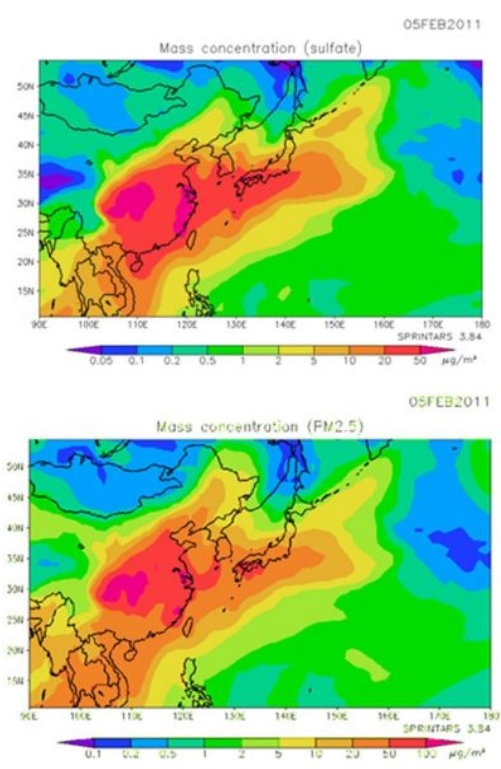 05FEB2011
Mass concentration (sulfate)
50N
45N
40N
35N
30N
25N
20N
15N
90E 100E 110E 120E 130E 140E 150E 160E 170E 180
SPRINTARS 3.84
0.05 0.1 0.2 0.5 1 2 5 10 20 50 μg/m³
05FEB2011
Mass concentration (PM2.5)
50N
45N
40N
35N
30N
25N
20N
15N
90E 100E 110E 120E 130E 140E 150E 160E 170E 180
SPRINTARS 3.84
0.1 0.2 0.5 1 2 5 10 20 50 100 μg/m³